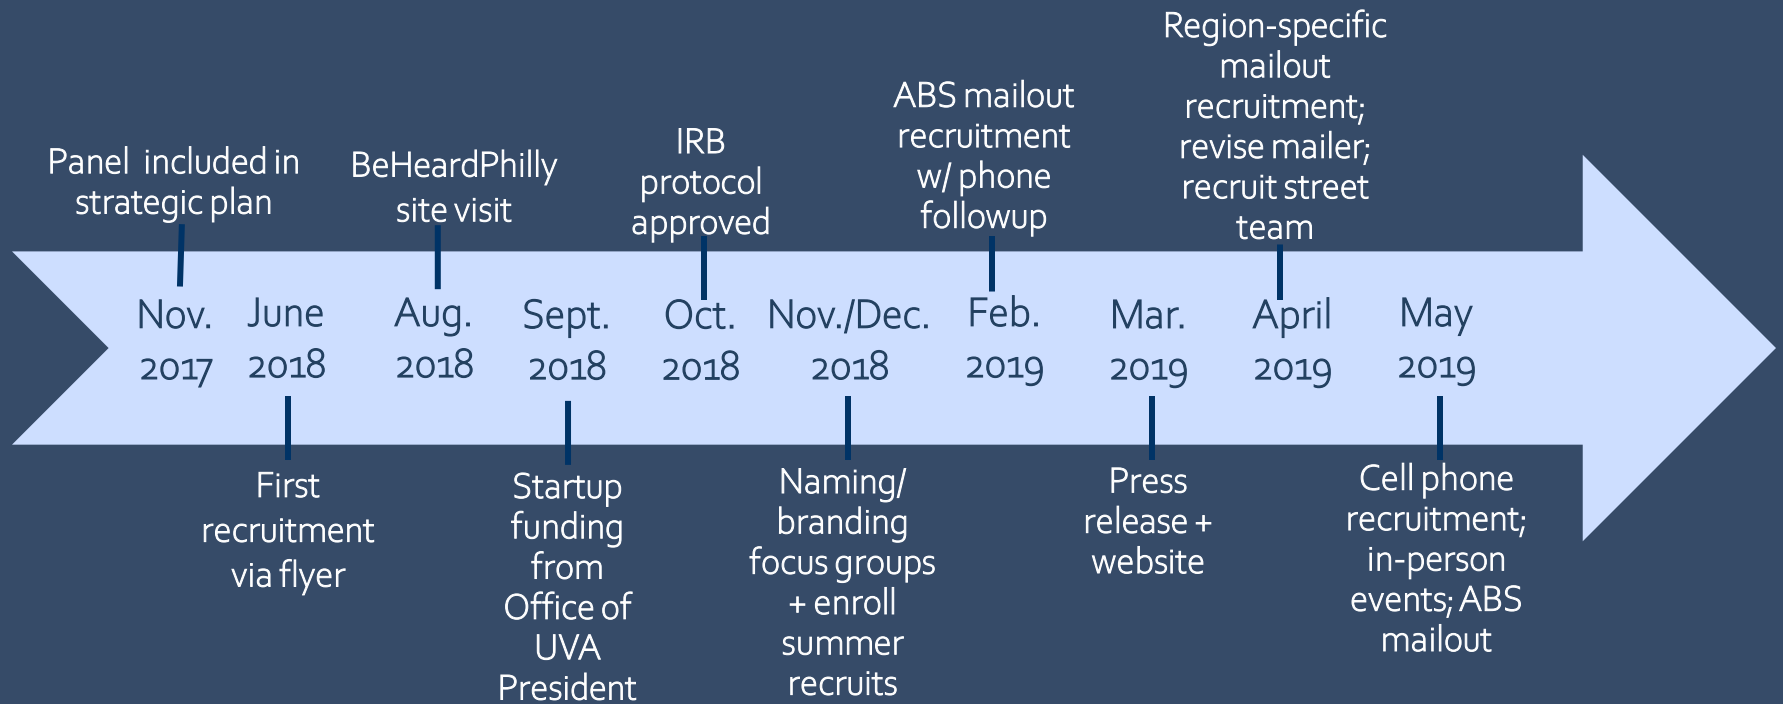 Panel included in
strategic plan
BeHeardPhilly
site visit
IRB
protocol
approved
ABS mailout
recruitment
w/ phone
followup
Region-specific
mailout
recruitment;
revise mailer;
recruit street
team
Nov.
2017
June
2018
Aug.
2018
Sept.
2018
Oct.
2018
Nov./Dec.
2018
Feb.
2019
Mar.
2019
April
2019
May
2019
First
recruitment
via flyer
Startup
funding
from
Office of
UVA
President
Naming/
branding
focus groups
+ enroll
summer
recruits
Press
release +
website
Cell phone
recruitment;
in-person
events; ABS
mailout